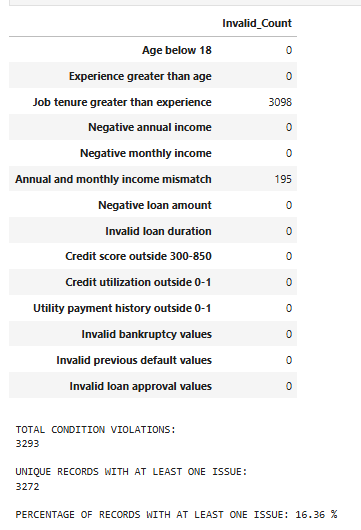 Invalid_Count
Age below 18 0
Experience greater than age 0
Job tenure greater than experience 3098
Negative annual income 0
Negative monthly income 0
Annual and monthly income mismatch 195
Negative loan amount 0
Invalid loan duration 0
Credit score outside 300-850 0
Credit utilization outside 0-1 0
Utility payment history outside 0-1 0
Invalid bankruptcy values 0
Invalid previous default values 0
Invalid loan approval values 0
TOTAL CONDITION VIOLATIONS:
3293
UNIQUE RECORDS WITH AT LEAST ONE ISSUE:
3272
PERCENTAGE OF RECORDS WITH AT LEAST ONE ISSUE: 16.36 %